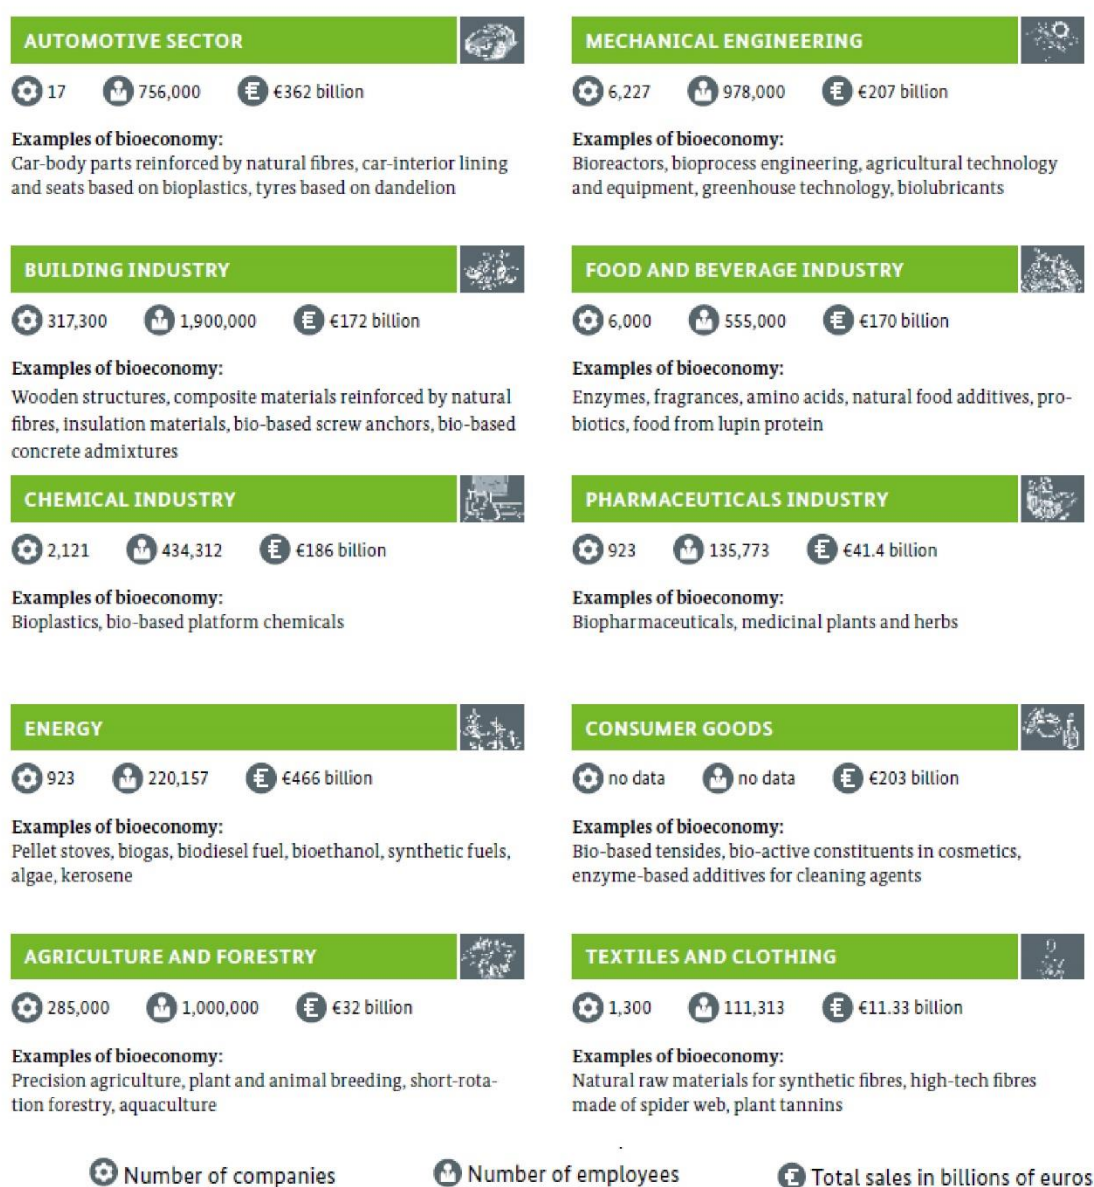 AUTOMOTIVE SECTOR
17 756,000 €362 billion
Examples of bioeconomy:
Car-body parts reinforced by natural fibres, car-interior lining
and seats based on bioplastics, tyres based on dandelion
MECHANICAL ENGINEERING
6,227 978,000 €207 billion
Examples of bioeconomy:
Bioreactors, bioprocess engineering, agricultural technology
and equipment, greenhouse technology, biolubricants
BUILDING INDUSTRY
317,300 1,900,000 €172 billion
Examples of bioeconomy:
Wooden structures, composite materials reinforced by natural
fibres, insulation materials, bio-based screw anchors, bio-based
concrete admixtures
FOOD AND BEVERAGE INDUSTRY
6,000 555,000 €170 billion
Examples of bioeconomy:
Enzymes, fragrances, amino acids, natural food additives, pro-
biotics, food from lupin protein
CHEMICAL INDUSTRY
2,121 434,312 €186 billion
Examples of bioeconomy:
Bioplastics, bio-based platform chemicals
PHARMACEUTICALS INDUSTRY
923 135,773 €41.4 billion
Examples of bioeconomy:
Biopharmaceuticals, medicinal plants and herbs
ENERGY
923 220,157 €466 billion
Examples of bioeconomy:
Pellet stoves, biogas, biodiesel fuel, bioethanol, synthetic fuels,
algae, kerosene
CONSUMER GOODS
no data no data €203 billion
Examples of bioeconomy:
Bio-based tensides, bio-active constituents in cosmetics,
enzyme-based additives for cleaning agents
AGRICULTURE AND FORESTRY
285,000 1,000,000 €32 billion
Examples of bioeconomy:
Precision agriculture, plant and animal breeding, short-rota-
tion forestry, aquaculture
TEXTILES AND CLOTHING
1,300 111,313 €11.33 billion
Examples of bioeconomy:
Natural raw materials for synthetic fibres, high-tech fibres
made of spider web, plant tannins
Number of companies Number of employees Total sales in billions of euros